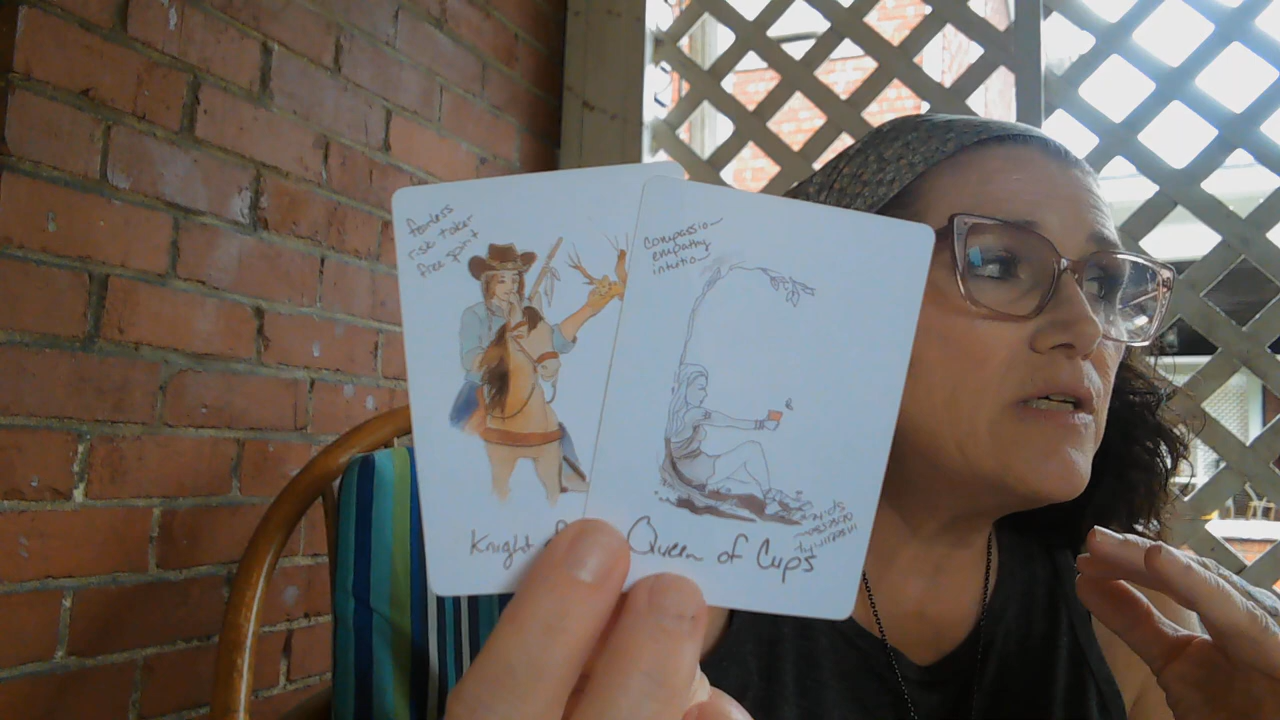 fearless
risk taker
free spirit
Knight
compassion
empathy
intuition
Queen of Cups